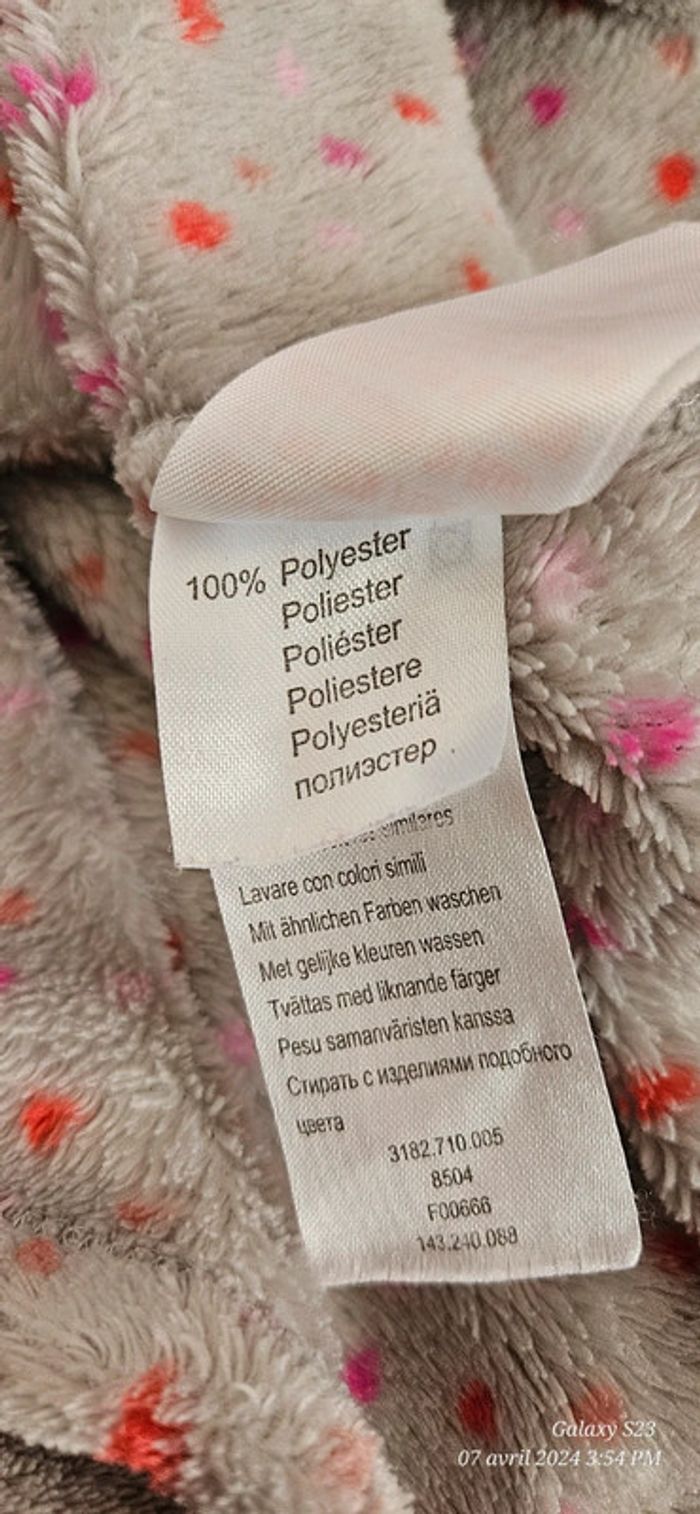 100% Polyester
Poliester
Poliéster
Poliestere
Polyesteriä
полиэстер
similares
Lavare con colori simili
Mit ähnlichen Farben waschen
Met gelijke kleuren wassen
Tvättas med liknande färger
Pesu samanväristen kanssa
Стирать с изделиями подобного
цвета
3182.710.005
8504
F00666
143.240.088
Galaxy S23
07 avril 2024 3:54 PM